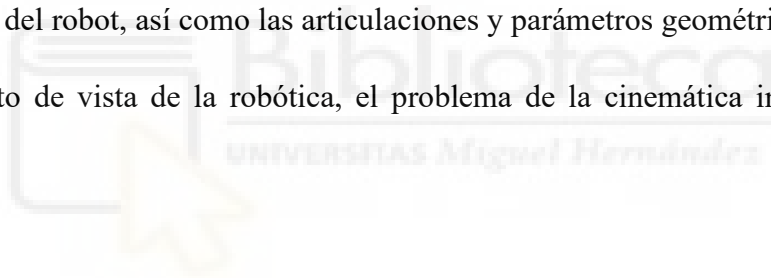 del robot, así como las articulaciones y parámetros geométri
to de vista de la robótica, el problema de la cinemática in
Biblioteca
UNIVERSITAS Miguel Hernández